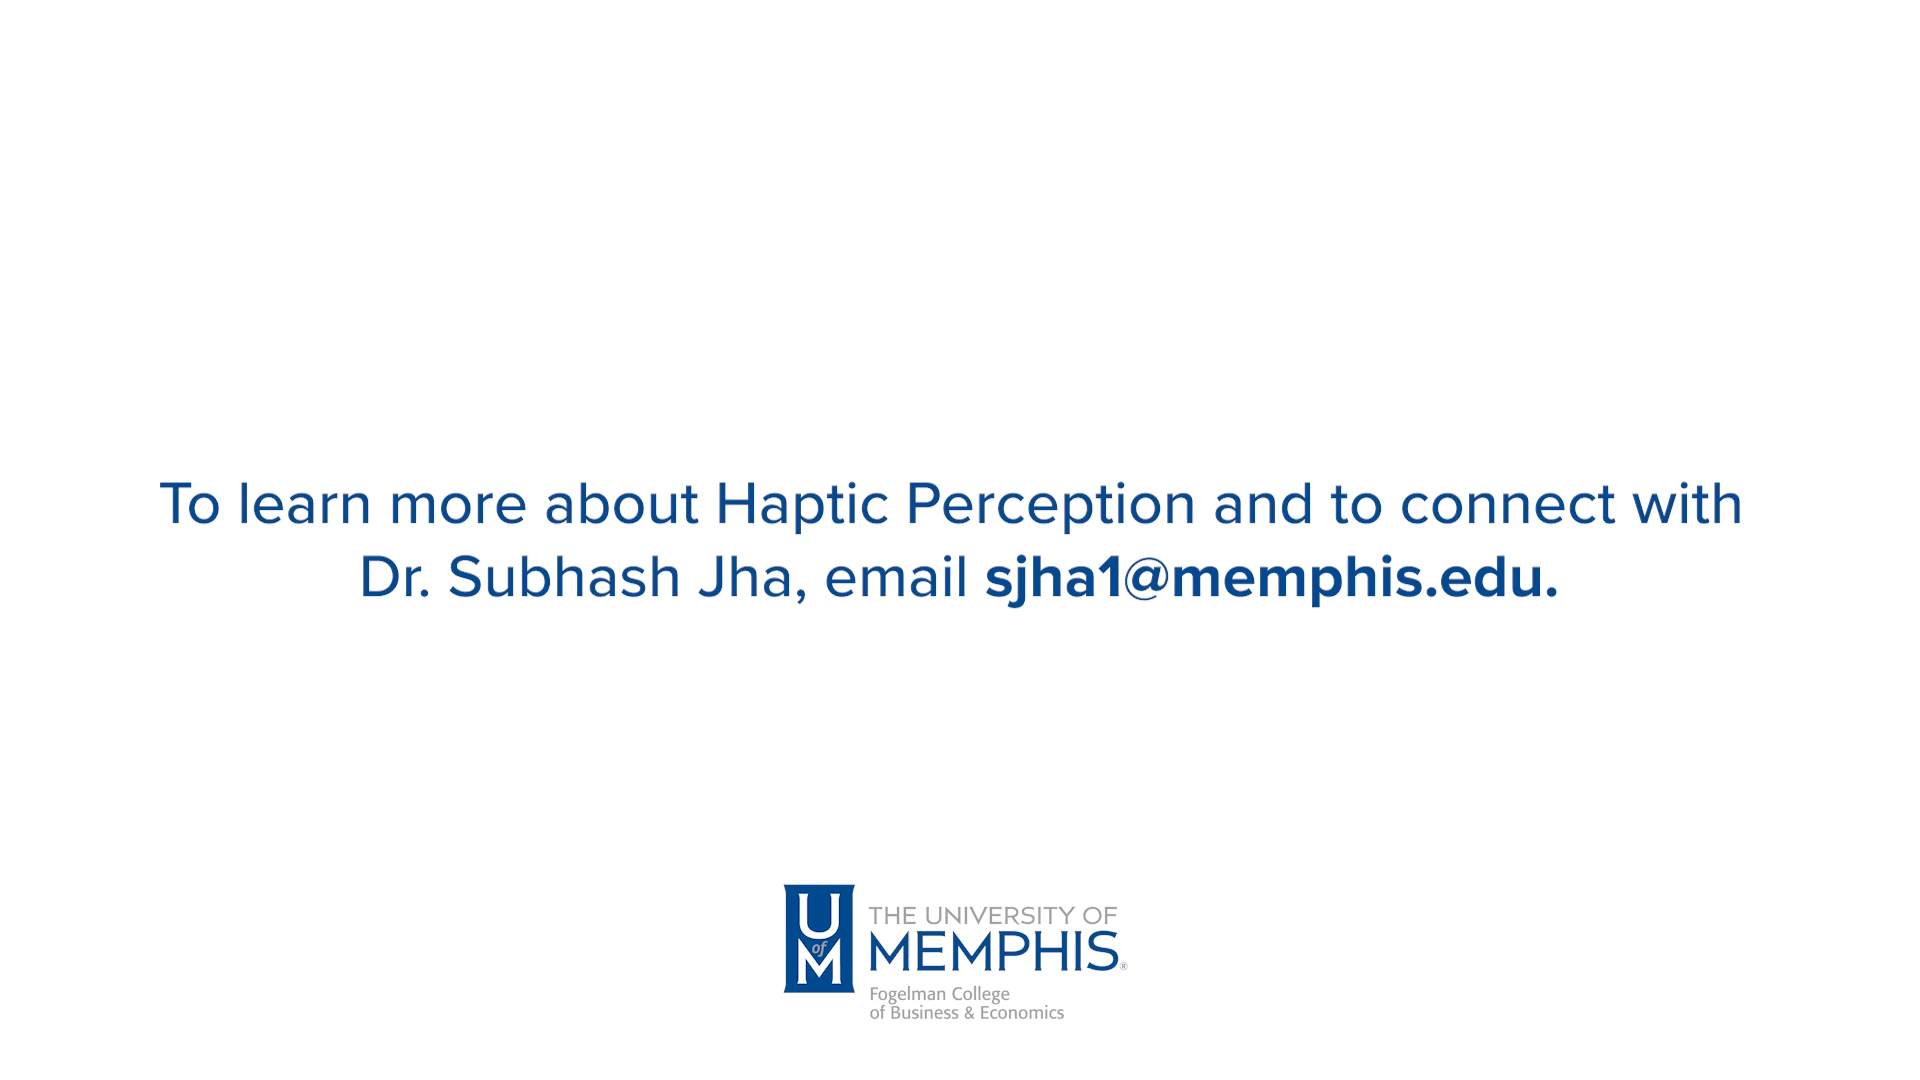 To learn more about Haptic Perception and to connect with
Dr. Subhash Jha, email sjha1@memphis.edu.
U
of
M
THE UNIVERSITY OF
MEMPHIS®
Fogelman College
of Business & Economics